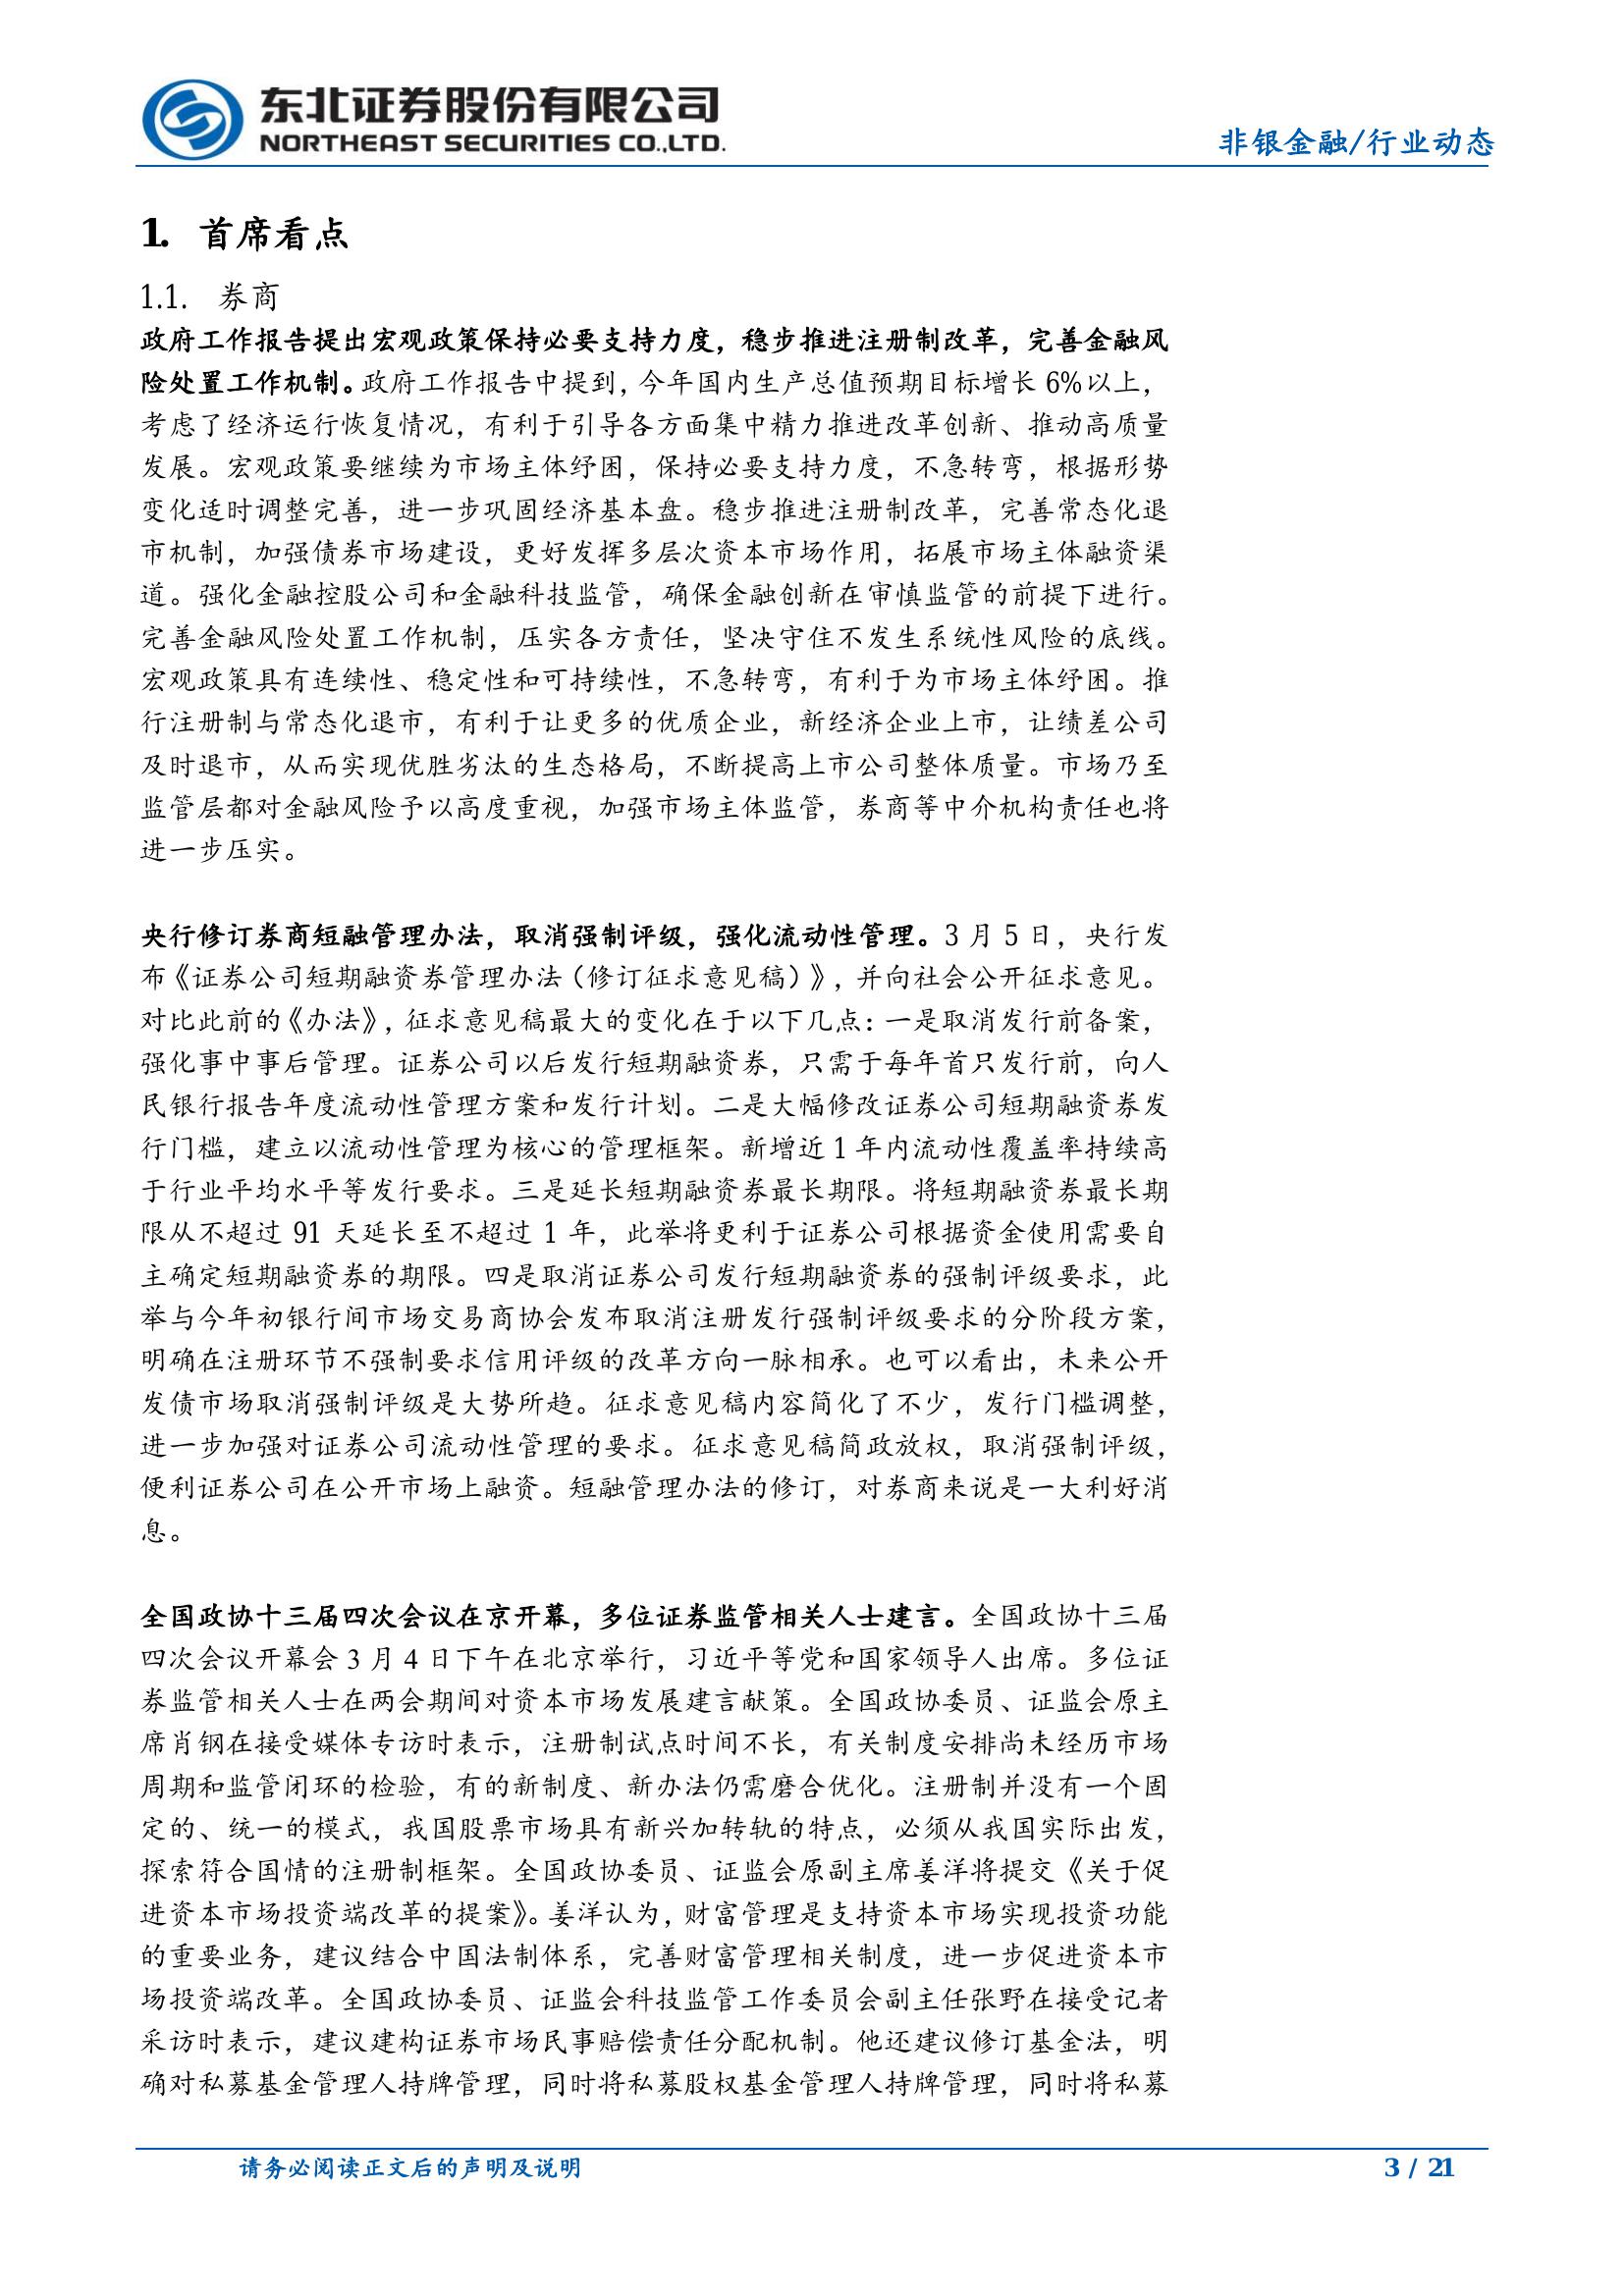 东北证券股份有限公司
NORTHEAST SECURITIES CO.,LTD.
非银金融/行业动态
1. 首席看点
1.1. 券商
政府工作报告提出宏观政策保持必要支持力度，稳步推进注册制改革，完善金融风
险处置工作机制。政府工作报告中提到，今年国内生产总值预期目标增长 6%以上，
考虑了经济运行恢复情况，有利于引导各方面集中精力推进改革创新、推动高质量
发展。宏观政策要继续为市场主体纾困，保持必要支持力度，不急转弯，根据形势
变化适时调整完善，进一步巩固经济基本盘。稳步推进注册制改革，完善常态化退
市机制，加强债券市场建设，更好发挥多层次资本市场作用，拓展市场主体融资渠
道。强化金融控股公司和金融科技监管，确保金融创新在审慎监管的前提下进行。
完善金融风险处置工作机制，压实各方责任，坚决守住不发生系统性风险的底线。
宏观政策具有连续性、稳定性和可持续性，不急转弯，有利于为市场主体纾困。推
行注册制与常态化退市，有利于让更多的优质企业，新经济企业上市，让绩差公司
及时退市，从而实现优胜劣汰的生态格局，不断提高上市公司整体质量。市场乃至
监管层都对金融风险予以高度重视，加强市场主体监管，券商等中介机构责任也将
进一步压实。
央行修订券商短融管理办法，取消强制评级，强化流动性管理。3 月 5 日，央行发
布《证券公司短期融资券管理办法（修订征求意见稿）》，并向社会公开征求意见。
对比此前的《办法》，征求意见稿最大的变化在于以下几点：一是取消发行前备案，
强化事中事后管理。证券公司以后发行短期融资券，只需于每年首只发行前，向人
民银行报告年度流动性管理方案和发行计划。二是大幅修改证券公司短期融资券发
行门槛，建立以流动性管理为核心的管理框架。新增近 1 年内流动性覆盖率持续高
于行业平均水平等发行要求。三是延长短期融资券最长期限。将短期融资券最长期
限从不超过 91 天延长至不超过 1 年，此举将更利于证券公司根据资金使用需要自
主确定短期融资券的期限。四是取消证券公司发行短期融资券的强制评级要求，此
举与今年初银行间市场交易商协会发布取消注册发行强制评级要求的分阶段方案，
明确在注册环节不强制要求信用评级的改革方向一脉相承。也可以看出，未来公开
发债市场取消强制评级是大势所趋。征求意见稿内容简化了不少，发行门槛调整，
进一步加强对证券公司流动性管理的要求。征求意见稿简政放权，取消强制评级，
便利证券公司在公开市场上融资。短融管理办法的修订，对券商来说是一大利好消
息。
全国政协十三届四次会议在京开幕，多位证券监管相关人士建言。全国政协十三届
四次会议开幕会 3 月 4 日下午在北京举行，习近平等党和国家领导人出席。多位证
券监管相关人士在两会期间对资本市场发展建言献策。全国政协委员、证监会原主
席肖钢在接受媒体专访时表示，注册制试点时间不长，有关制度安排尚未经历市场
周期和监管闭环的检验，有的新制度、新办法仍需磨合优化。注册制并没有一个固
定的、统一的模式，我国股票市场具有新兴加转轨的特点，必须从我国实际出发，
探索符合国情的注册制框架。全国政协委员、证监会原副主席姜洋将提交《关于促
进资本市场投资端改革的提案》。姜洋认为，财富管理是支持资本市场实现投资功能
的重要业务，建议结合中国法制体系，完善财富管理相关制度，进一步促进资本市
场投资端改革。全国政协委员、证监会科技监管工作委员会副主任张野在接受记者
采访时表示，建议建构证券市场民事赔偿责任分配机制。他还建议修订基金法，明
确对私募基金管理人持牌管理，同时将私募股权基金管理人持牌管理，同时将私募
请务必阅读正文后的声明及说明
3 / 21